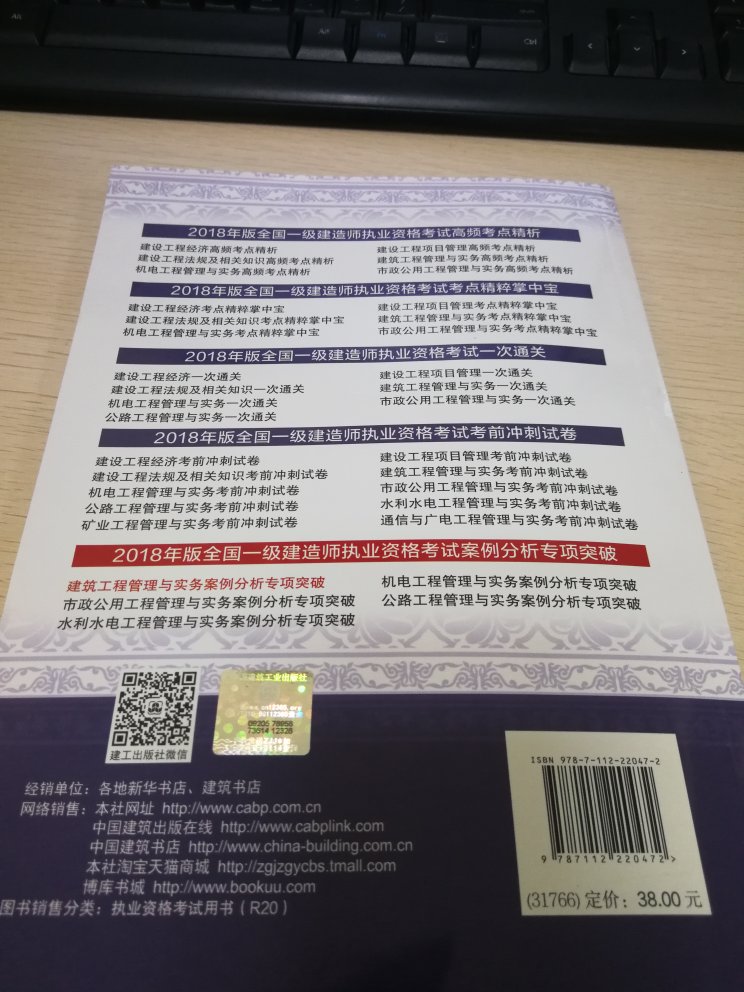 Ctrl
2018年版全国一级建造师执业资格考试高频考点精析
建设工程经济高频考点精析 建设工程项目管理高频考点精析
建设工程法规及相关知识高频考点精析 建筑工程管理与实务高频考点精析
机电工程管理与实务高频考点精析 市政公用工程管理与实务高频考点精析
2018年版全国一级建造师执业资格考试考点精粹掌中宝
建设工程经济考点精粹掌中宝 建设工程项目管理考点精粹掌中宝
建设工程法规及相关知识考点精粹掌中宝 建筑工程管理与实务考点精粹掌中宝
机电工程管理与实务考点精粹掌中宝 市政公用工程管理与实务考点精粹掌中宝
2018年版全国一级建造师执业资格考试一次通关
建设工程经济一次通关 建设工程项目管理一次通关
建设工程法规及相关知识一次通关 建筑工程管理与实务一次通关
机电工程管理与实务一次通关 市政公用工程管理与实务一次通关
公路工程管理与实务一次通关
2018年版全国一级建造师执业资格考试考前冲刺试卷
建设工程经济考前冲刺试卷 建设工程项目管理考前冲刺试卷
建设工程法规及相关知识考前冲刺试卷 建筑工程管理与实务考前冲刺试卷
机电工程管理与实务考前冲刺试卷 市政公用工程管理与实务考前冲刺试卷
公路工程管理与实务考前冲刺试卷 水利水电工程管理与实务考前冲刺试卷
矿业工程管理与实务考前冲刺试卷 通信与广电工程管理与实务考前冲刺试卷
2018年版全国一级建造师执业资格考试案例分析专项突破
建筑工程管理与实务案例分析专项突破 机电工程管理与实务案例分析专项突破
市政公用工程管理与实务案例分析专项突破 公路工程管理与实务案例分析专项突破
水利水电工程管理与实务案例分析专项突破
建工出版社微信
建筑工业出版社
经销单位：各地新华书店、建筑书店
网络销售：本社网址 http://www.cabp.com.cn
中国建筑出版在线 http://www.cabplink.com
中国建筑书店 http://www.china-building.com.cn
本社淘宝天猫商城 http://zgjzgycbs.tmall.com
博库书城 http://www.bookuu.com
图书销售分类：执业资格考试用书（R20）
ISBN 978-7-112-22047-2
9 787112 220472 >
(31766) 定价：38.00 元